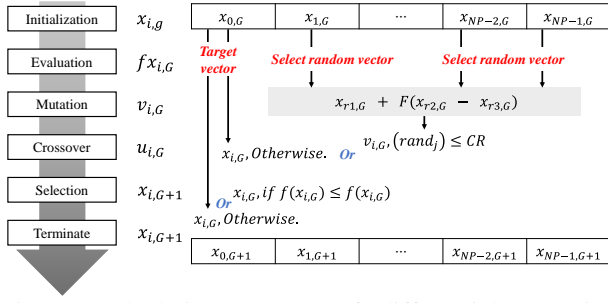 Initialization
Evaluation
Mutation
Crossover
Selection
Terminate
x_{i,g}
fx_{i,G}
v_{i,G}
u_{i,G}
x_{i,G+1}
x_{i,G+1}
x_{0,G} x_{1,G} ... x_{NP-2,G} x_{NP-1,G}
Target
vector
Select random vector
Select random vector
x_{r1,G} + F(x_{r2,G} - x_{r3,G})
x_{i,G}, Otherwise. Or v_{i,G}, (rand_j) ≤ CR
Or x_{i,G}, if f(x_{i,G}) ≤ f(x_{i,G})
x_{i,G}, Otherwise.
x_{0,G+1} x_{1,G+1} ... x_{NP-2,G+1} x_{NP-1,G+1}